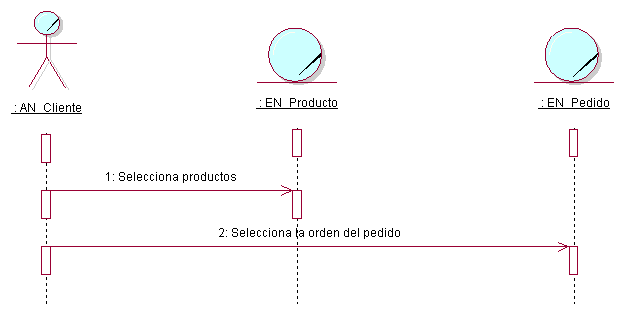 : AN_Cliente
: EN_Producto
: EN_Pedido
1: Selecciona productos
2: Selecciona la orden del pedido